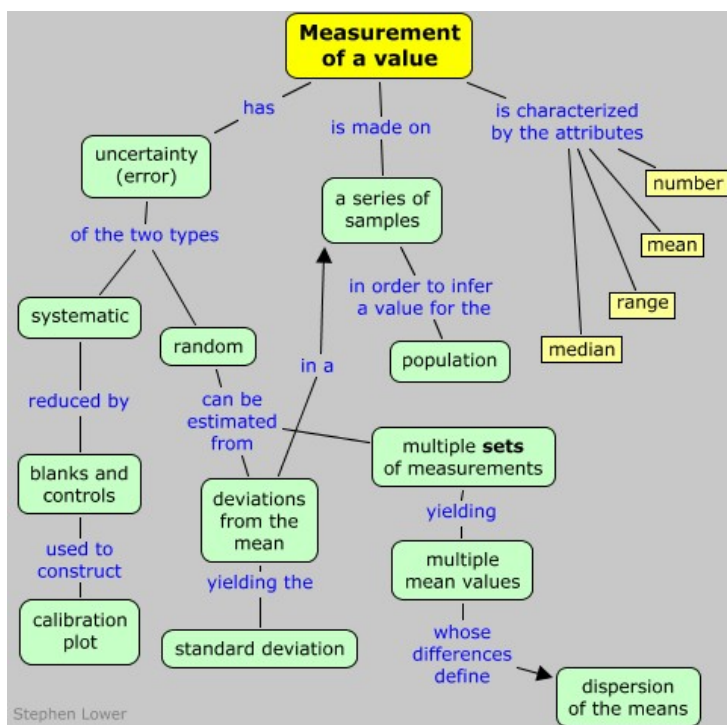 Measurement
of a value
has
is made on
is characterized
by the attributes
uncertainty
(error)
a series of
samples
number
mean
range
median
of the two types
in order to infer
a value for the
systematic
random
in a
population
reduced by
can be
estimated
from
multiple sets
of measurements
blanks and
controls
deviations
from the
mean
yielding
used to
construct
yielding the
multiple
mean values
calibration
plot
standard deviation
whose
differences
define
dispersion
of the means
Stephen Lower